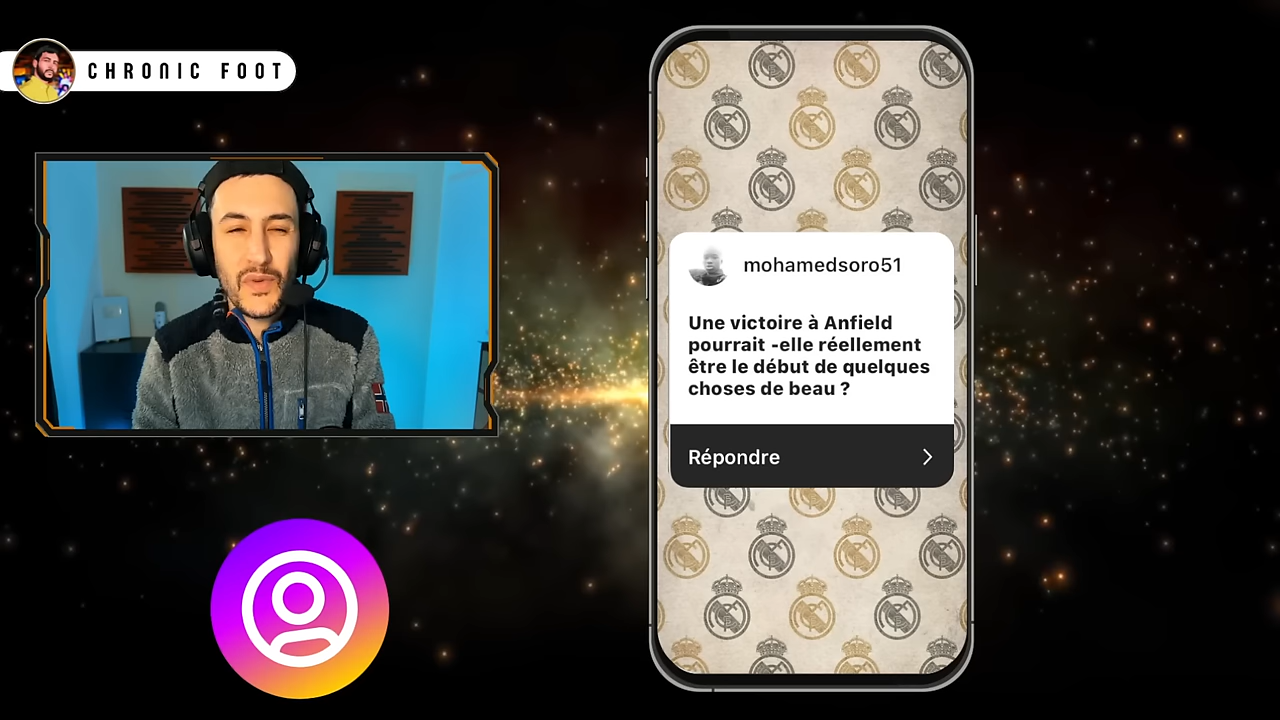 CHRONIC FOOT
mohamedsoro51
Une victoire à Anfield
pourrait -elle réellement
être le début de quelques
choses de beau ?
Répondre